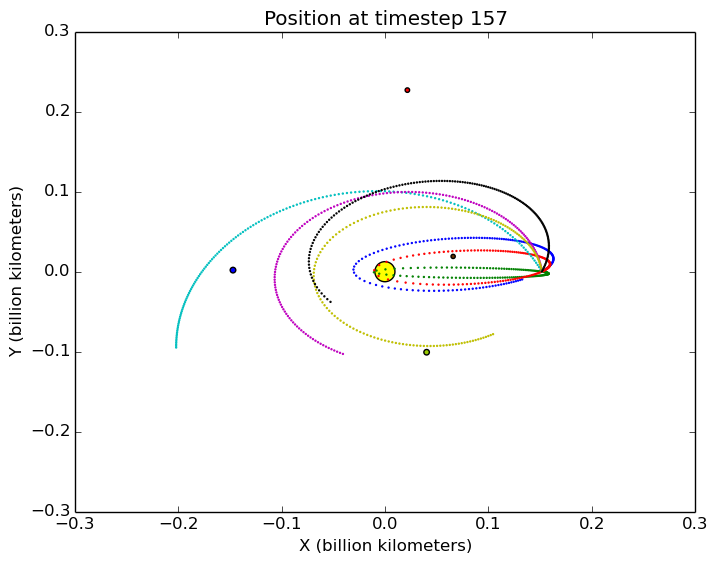 Position at timestep 157
0.3
0.2
0.1
0.0
−0.1
−0.2
−0.3
Y (billion kilometers)
−0.3 −0.2 −0.1 0.0 0.1 0.2 0.3
X (billion kilometers)